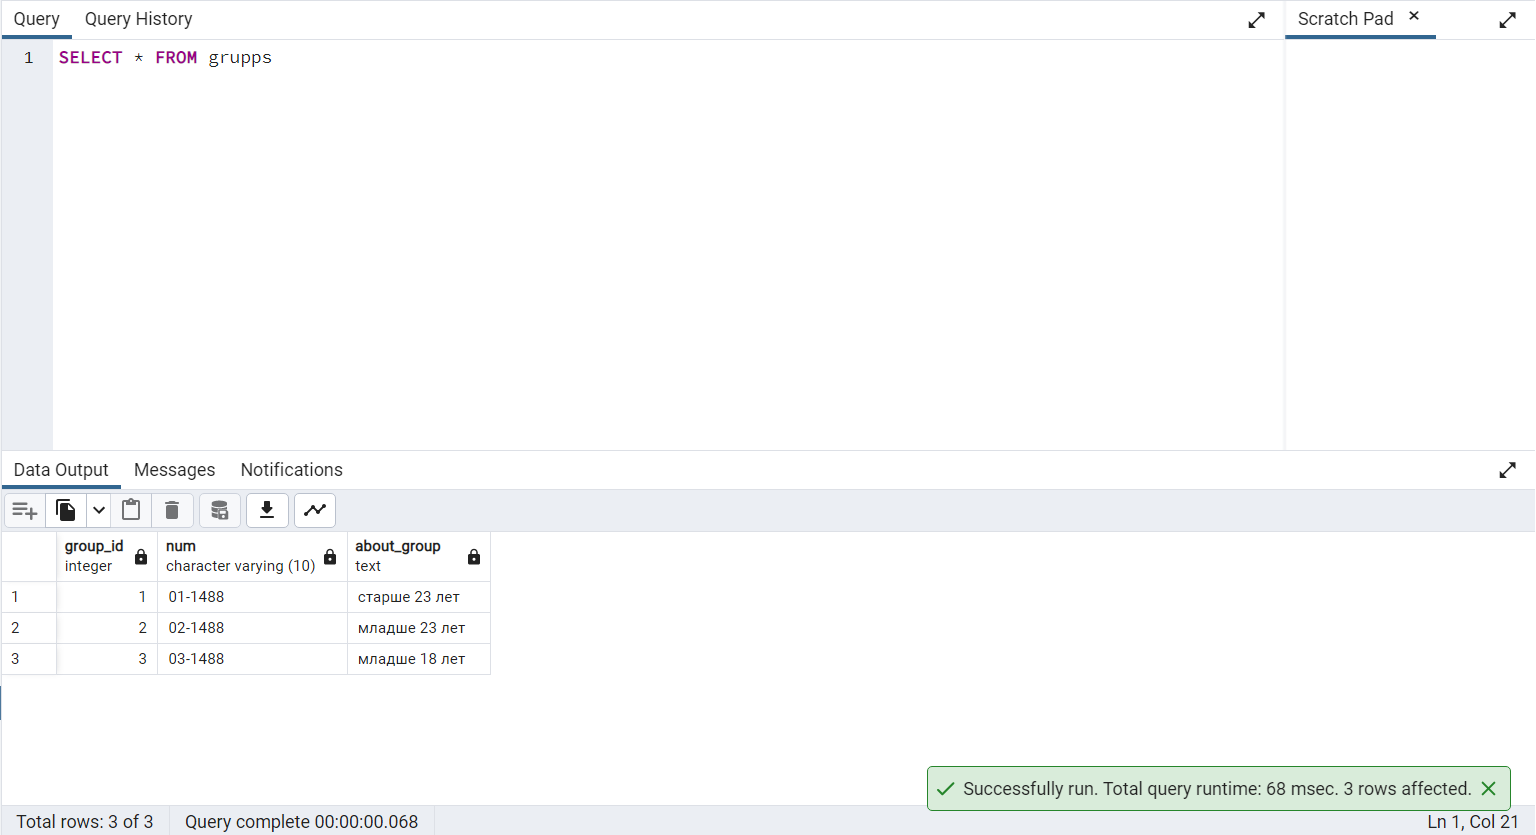 Query Query History Scratch Pad
1 SELECT * FROM grupps
Data Output Messages Notifications
group_id num about_group
integer character varying (10) text
1 1 01-1488 старше 23 лет
2 2 02-1488 младше 23 лет
3 3 03-1488 младше 18 лет
Successfully run. Total query runtime: 68 msec. 3 rows affected.
Total rows: 3 of 3 Query complete 00:00:00.068 Ln 1, Col 21